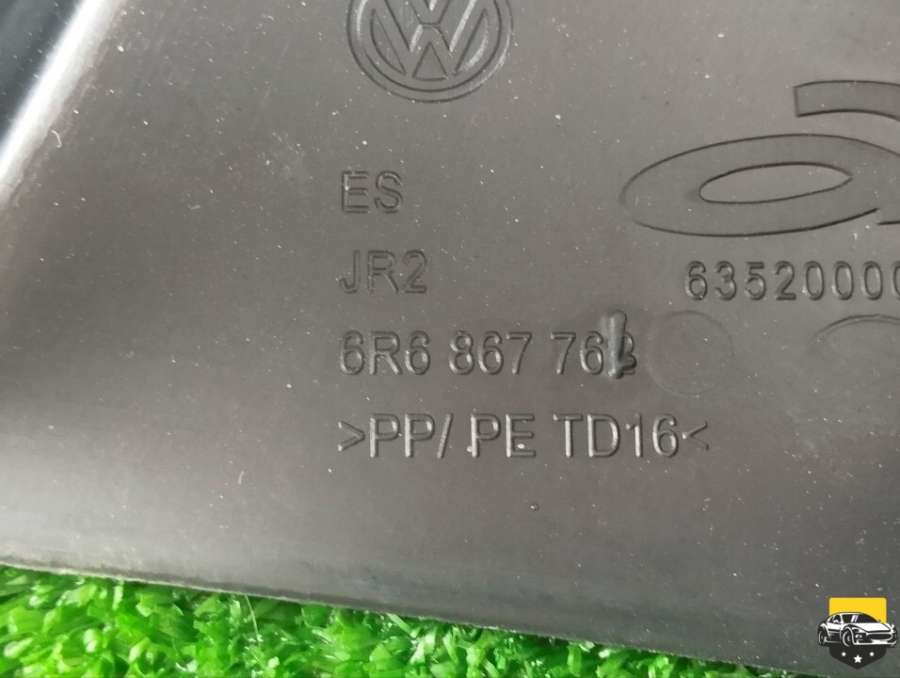 ES
JR2
63520000
6R6 867 76
>PP/ PE TD16<